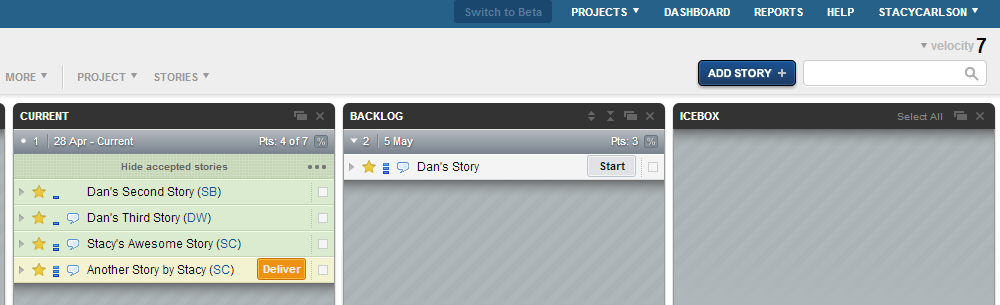 Switch to Beta PROJECTS DASHBOARD REPORTS HELP STACYCARLSON
velocity 7
MORE PROJECT STORIES ADD STORY +
CURRENT
1 28 Apr - Current Pts: 4 of 7 %
Hide accepted stories
Dan's Second Story (SB)
Dan's Third Story (DW)
Stacy's Awesome Story (SC)
Another Story by Stacy (SC) Deliver
BACKLOG
2 5 May Pts: 3 %
Dan's Story Start
ICEBOX Select All